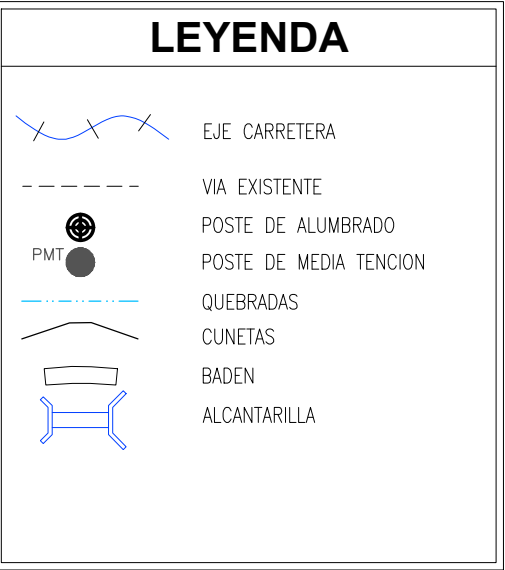 LEYENDA
EJE CARRETERA
VIA EXISTENTE
POSTE DE ALUMBRADO
PMT POSTE DE MEDIA TENCION
QUEBRADAS
CUNETAS
BADEN
ALCANTARILLA